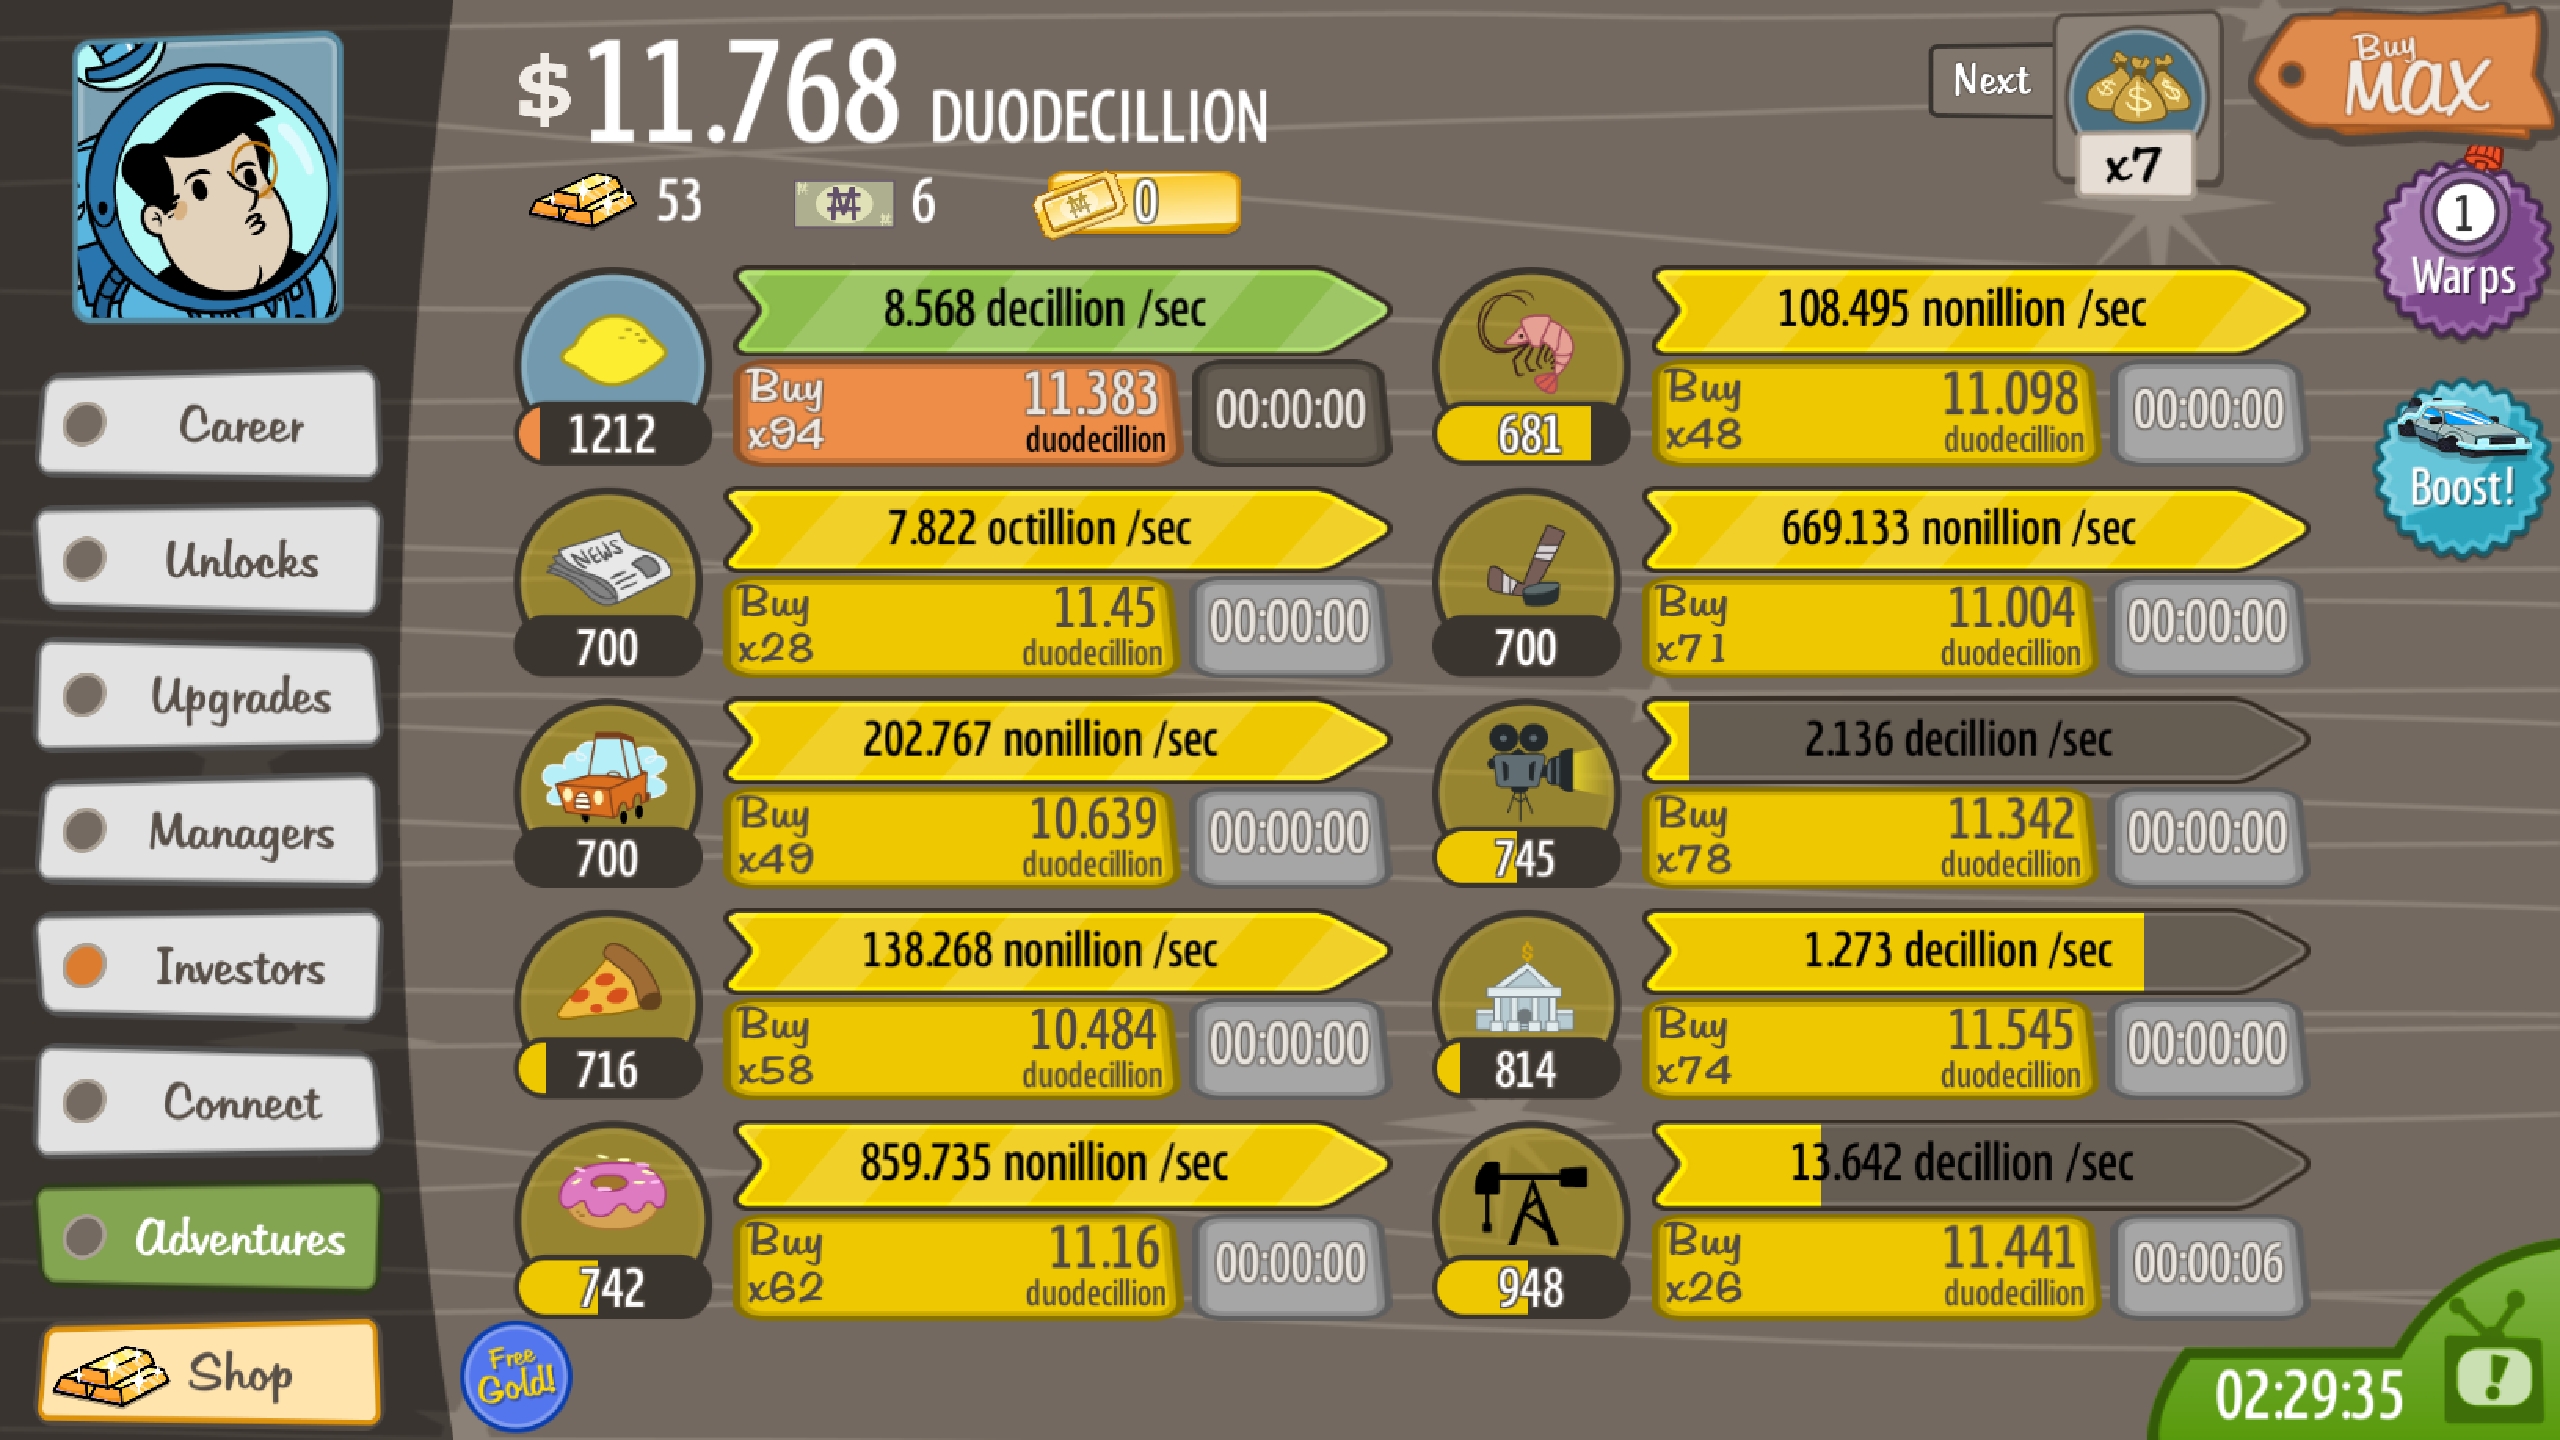 $11.768 DUODECILLION
Next
x7
Buy
MAX
53
6
0
1
Warps
Boost!
Career
Unlocks
Upgrades
Managers
Investors
Connect
Adventures
Shop
8.568 decillion /sec
Buy
x94
11.383
duodecillion
00:00:00
1212
NEWS
7.822 octillion /sec
Buy
x28
11.45
duodecillion
00:00:00
700
202.767 nonillion /sec
Buy
x49
10.639
duodecillion
00:00:00
700
138.268 nonillion /sec
Buy
x58
10.484
duodecillion
00:00:00
716
859.735 nonillion /sec
Buy
x62
11.16
duodecillion
00:00:00
742
108.495 nonillion /sec
Buy
x48
11.098
duodecillion
00:00:00
681
669.133 nonillion /sec
Buy
x71
11.004
duodecillion
00:00:00
700
2.136 decillion /sec
Buy
x78
11.342
duodecillion
00:00:00
745
1.273 decillion /sec
Buy
x74
11.545
duodecillion
00:00:00
814
13.642 decillion /sec
Buy
x26
11.441
duodecillion
00:00:06
948
Free
Gold!
02:29:35
!